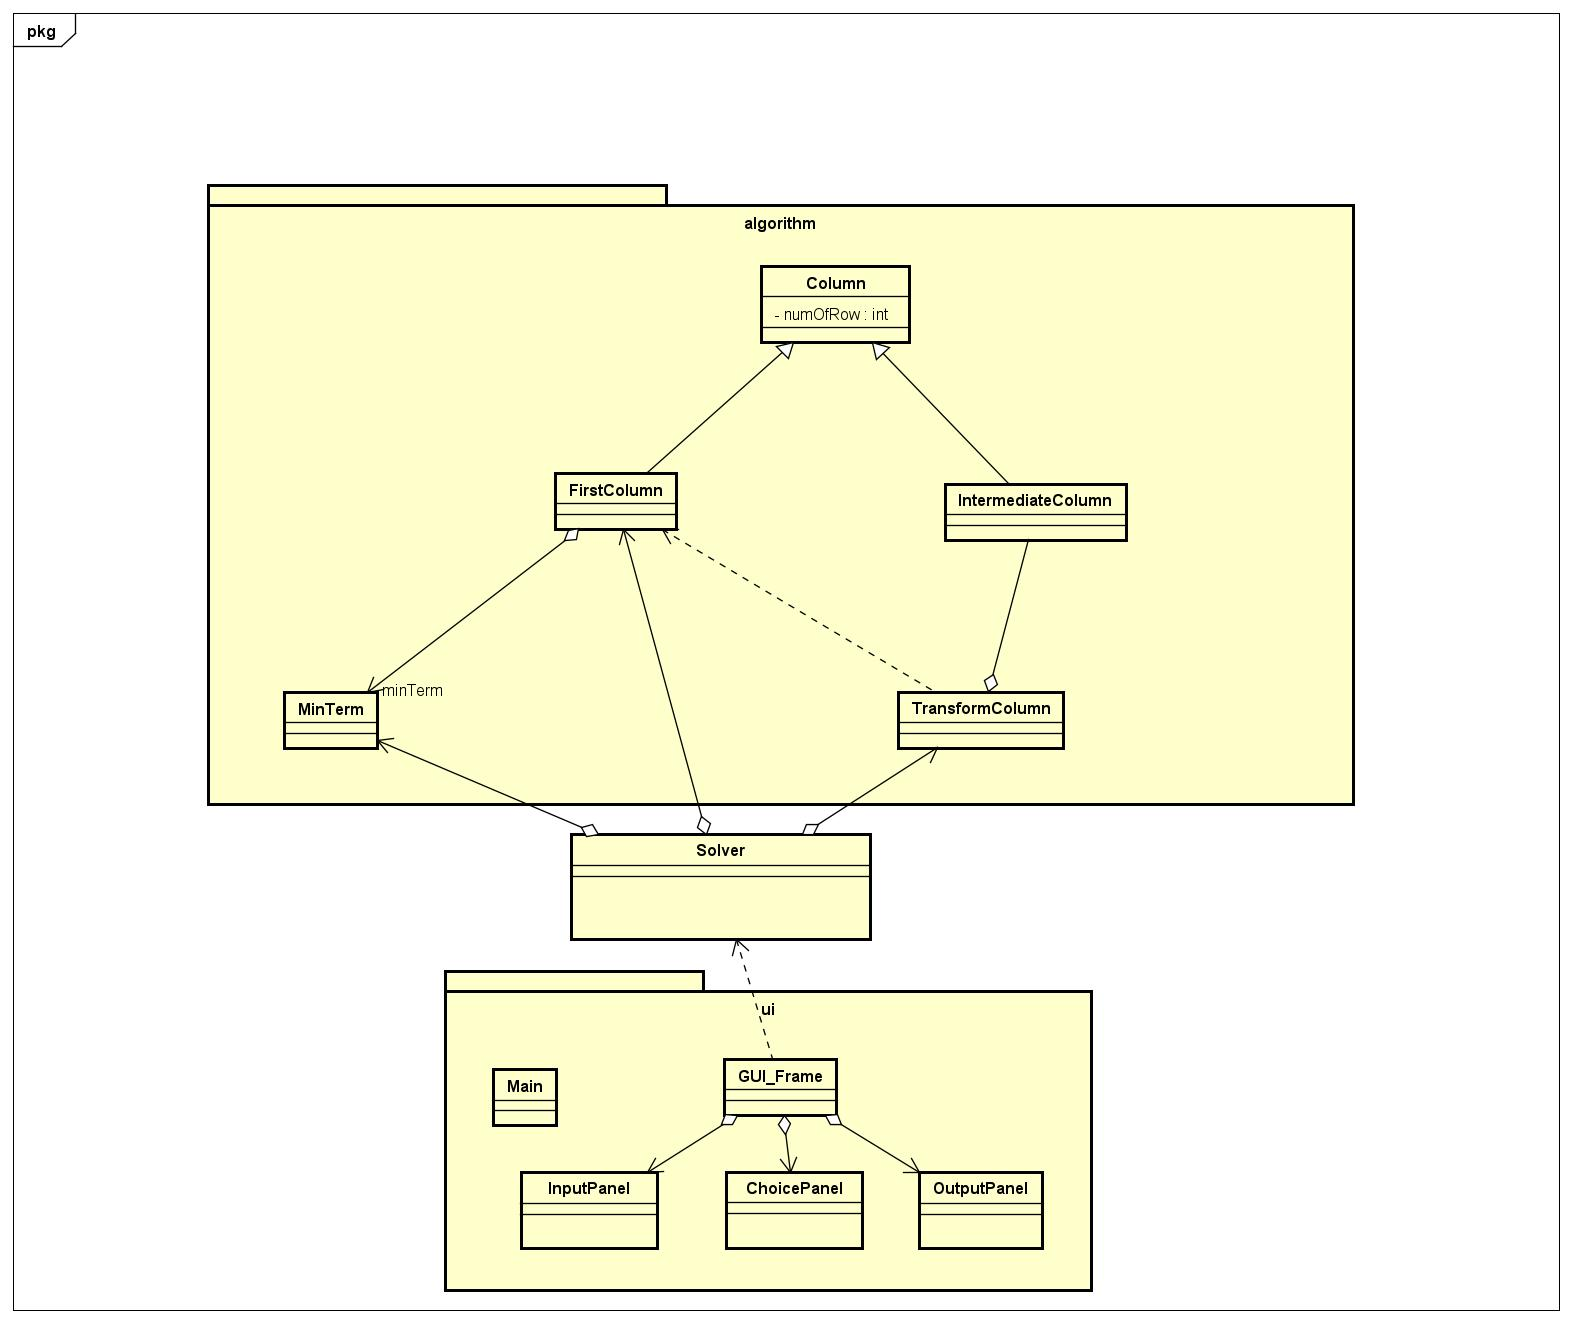 pkg
algorithm
Column
- numOfRow : int
FirstColumn
IntermediateColumn
minTerm
MinTerm
TransformColumn
Solver
ui
GUI_Frame
Main
InputPanel
ChoicePanel
OutputPanel